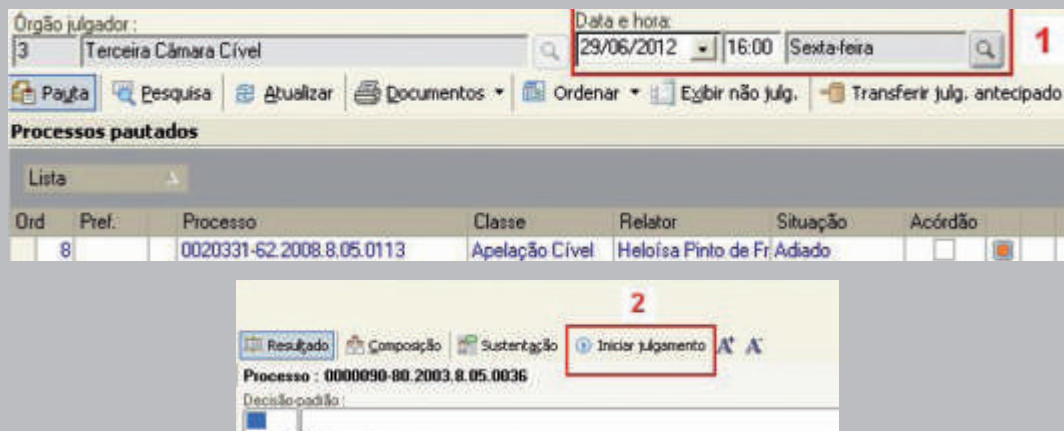 Órgão julgador :
Data e hora:
3 Terceira Câmara Cível 29/06/2012 16:00 Sexta-feira 1
Pauta Pesquisa Atualizar Documentos Ordenar Exibir não julg. Transferir julg. antecipado
Processos pautados
Lista
Ord Pref. Processo Classe Relator Situação Acórdão
8 0020331-62.2008.8.05.0113 Apelação Cível Heloísa Pinto de Fr Adiado
2
Resultado Composição Sustentação Iniciar julgamento A A
Processo : 0000090-80.2003.8.05.0036
Decisão-padrão :